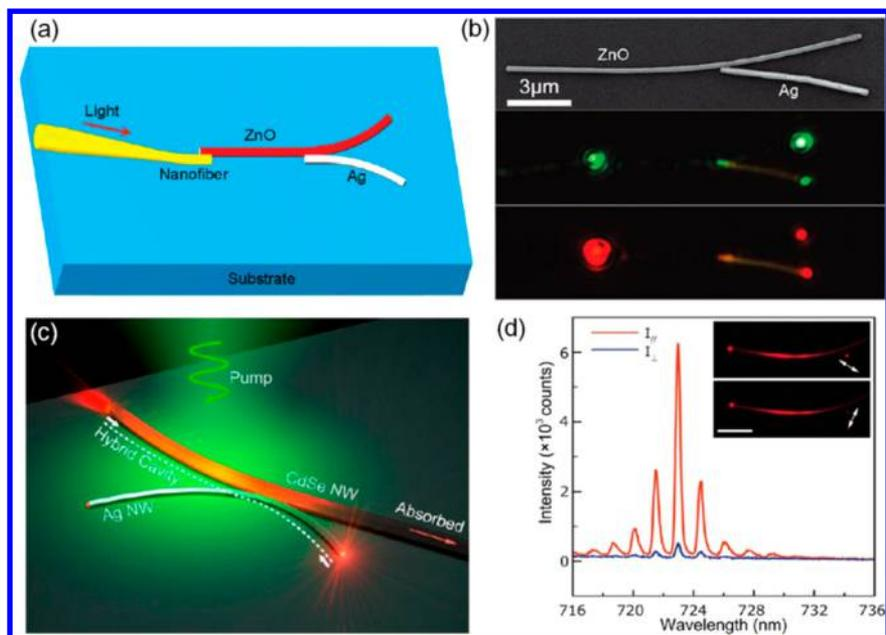 (a)
Light
ZnO
Nanofiber
Ag
Substrate
(b)
ZnO
Ag
3μm
(c)
Pump
Hybrid Cavity
CdSe NW
Ag NW
Absorbed
(d)
I//
I⊥
6
4
2
0
Intensity (×10³ counts)
716 720 724 728 732 736
Wavelength (nm)